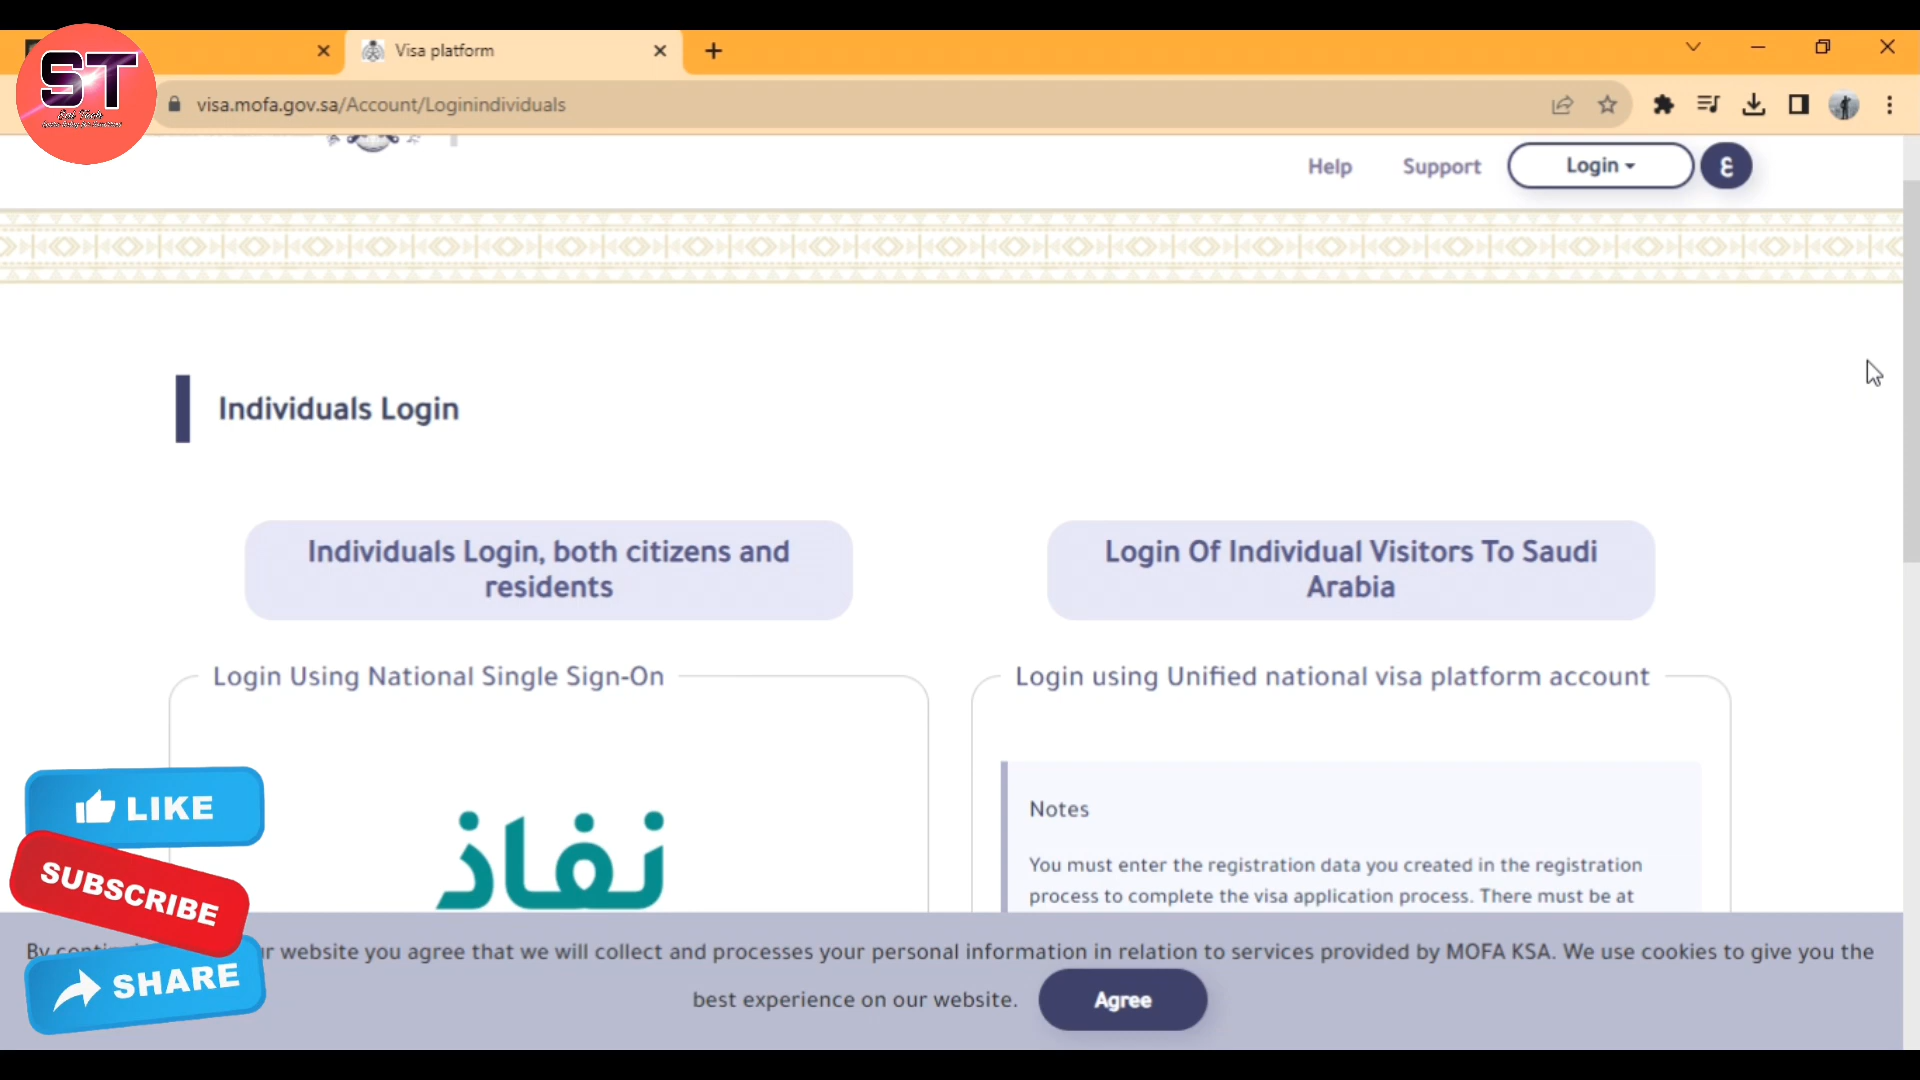 ST
Visa platform
visa.mofa.gov.sa/Account/Loginindividuals
Help
Support
Login
ع
Individuals Login
Individuals Login, both citizens and
residents
Login Of Individual Visitors To Saudi
Arabia
Login Using National Single Sign-On
نفاذ
Login using Unified national visa platform account
Notes
You must enter the registration data you created in the registration
process to complete the visa application process. There must be at
LIKE
SUBSCRIBE
SHARE
By website you agree that we will collect and processes your personal information in relation to services provided by MOFA KSA. We use cookies to give you the
best experience on our website.
Agree